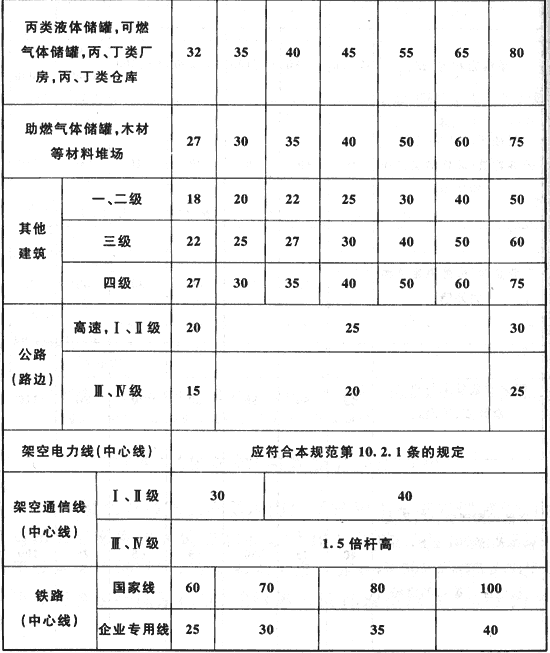 丙类液体储罐,可燃
气体储罐,丙、丁类厂
房,丙、丁类仓库
32 35 40 45 55 65 80
助燃气体储罐,木材
等材料堆场
27 30 35 40 50 60 75
其他
建筑
一、二级 18 20 22 25 30 40 50
三级 22 25 27 30 40 50 60
四级 27 30 35 40 50 60 75
公路
(路边)
高速,Ⅰ、Ⅱ级 20 25 30
Ⅲ、Ⅳ级 15 20 25
架空电力线(中心线) 应符合本规范第10.2.1条的规定
架空通信线
(中心线)
Ⅰ、Ⅱ级 30 40
Ⅲ、Ⅳ级 1.5倍杆高
铁路
(中心线)
国家线 60 70 80 100
企业专用线 25 30 35 40